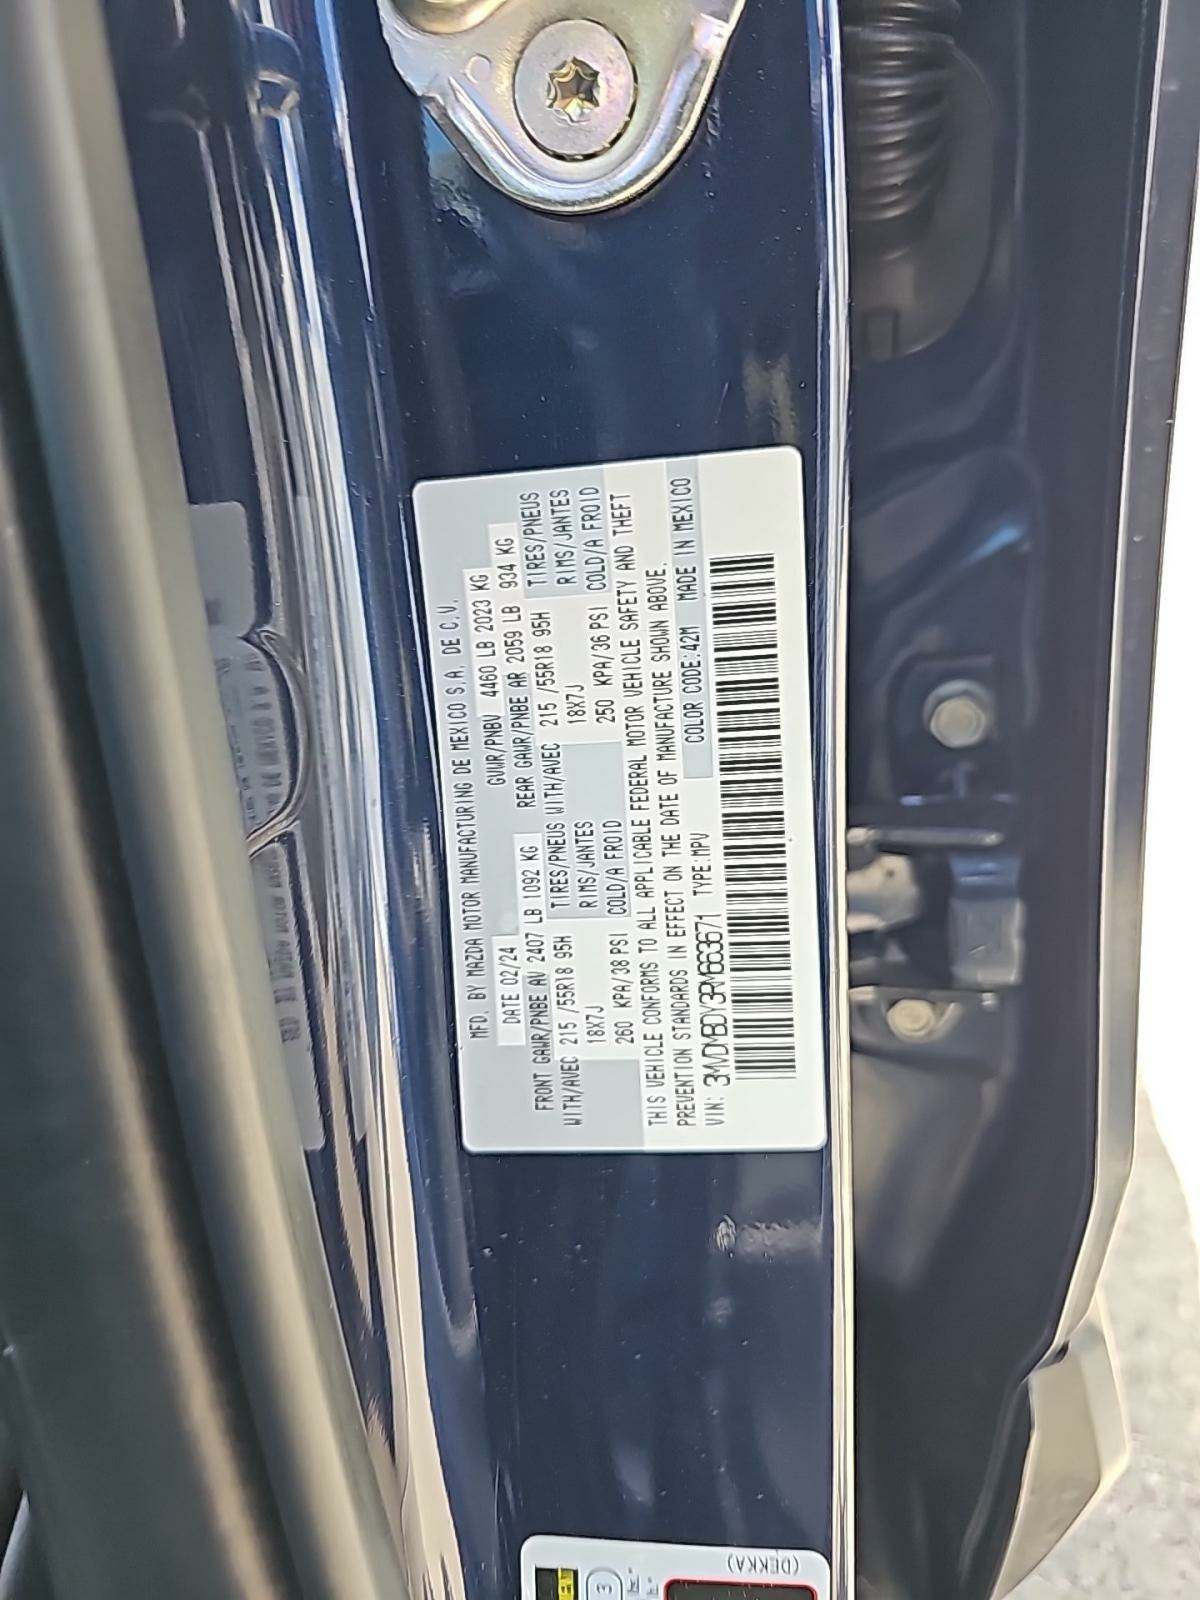 MFD. BY MAZDA MOTOR MANUFACTURING DE MEXICO S.A. DE C.V.
DATE 02/24 GVWR/PNBV 4460 LB 2023 KG
FRONT GAWR/PNBE AV 2407 LB 1092 KG REAR GAWR/PNBE AR 2059 LB 934 KG
WITH/AVEC 215 /55R18 95H TIRES/PNEUS WITH/AVEC 215 /55R18 95H TIRES/PNEUS
18X7J RIMS/JANTES 18X7J RIMS/JANTES
260 KPA/38 PSI COLD/A FROID 250 KPA/36 PSI COLD/A FROID
THIS VEHICLE CONFORMS TO ALL APPLICABLE FEDERAL MOTOR VEHICLE SAFETY AND THEFT
PREVENTION STANDARDS IN EFFECT ON THE DATE OF MANUFACTURE SHOWN ABOVE.
VIN: 3MVDMBDY3RM663671 TYPE:MPV COLOR CODE:42M MADE IN MEXICO
(DEKKA)
3